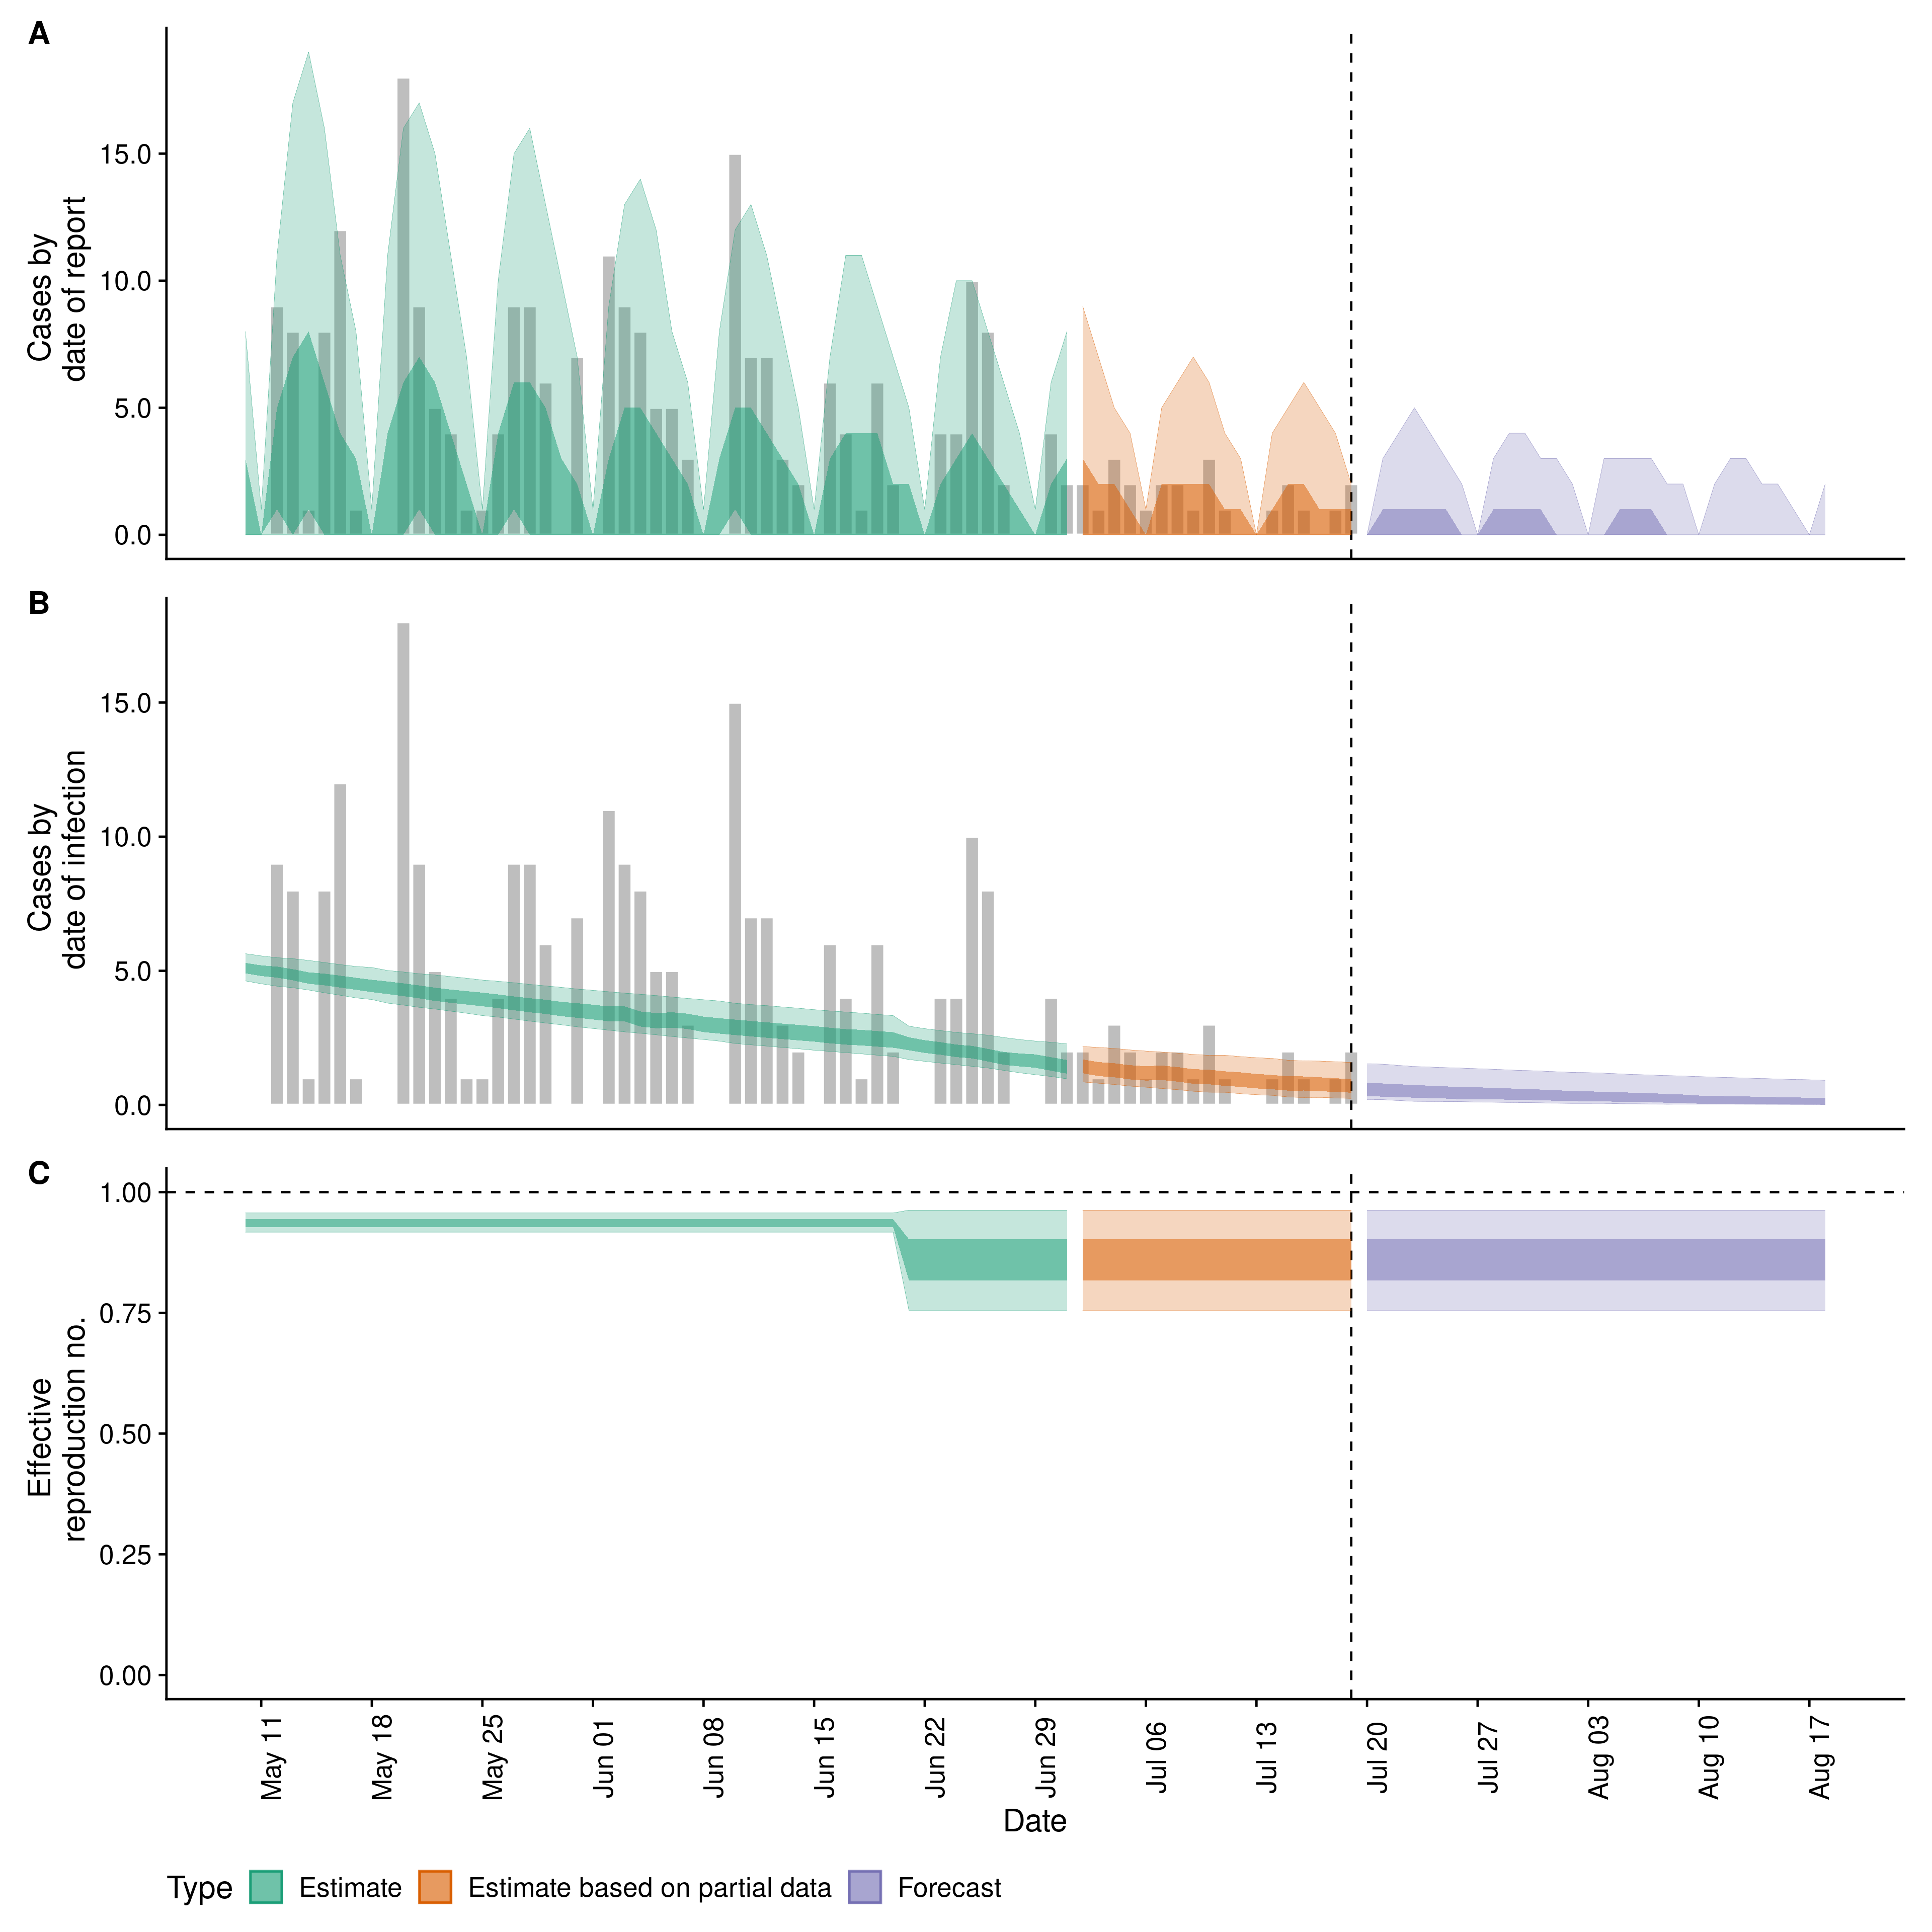 A
Cases by
date of report
15.0
10.0
5.0
0.0
B
Cases by
date of infection
15.0
10.0
5.0
0.0
C
Effective
reproduction no.
1.00
0.75
0.50
0.25
0.00
May 11
May 18
May 25
Jun 01
Jun 08
Jun 15
Jun 22
Jun 29
Jul 06
Jul 13
Jul 20
Jul 27
Aug 03
Aug 10
Aug 17
Date
Type Estimate Estimate based on partial data Forecast